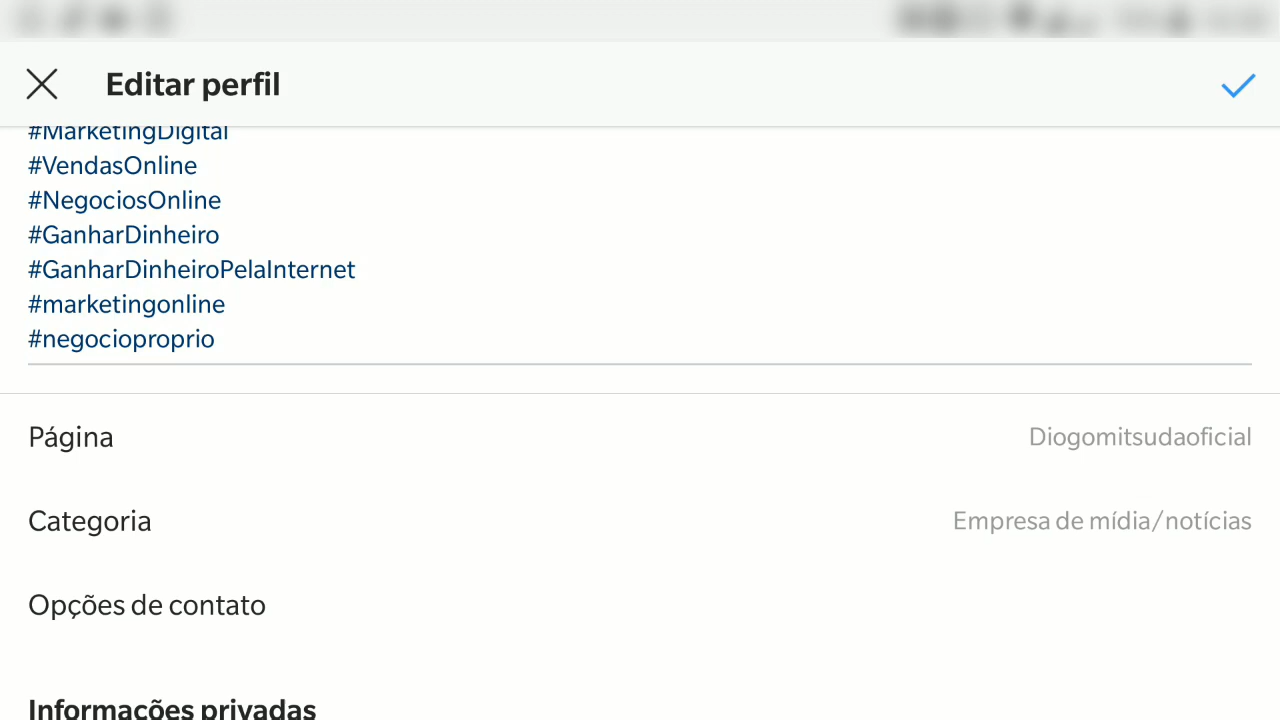 Editar perfil
#MarketingDigital
#VendasOnline
#NegociosOnline
#GanharDinheiro
#GanharDinheiroPelaInternet
#marketingonline
#negocioproprio
Página Diogomitsudaoficial
Categoria Empresa de mídia/notícias
Opções de contato
Informações privadas